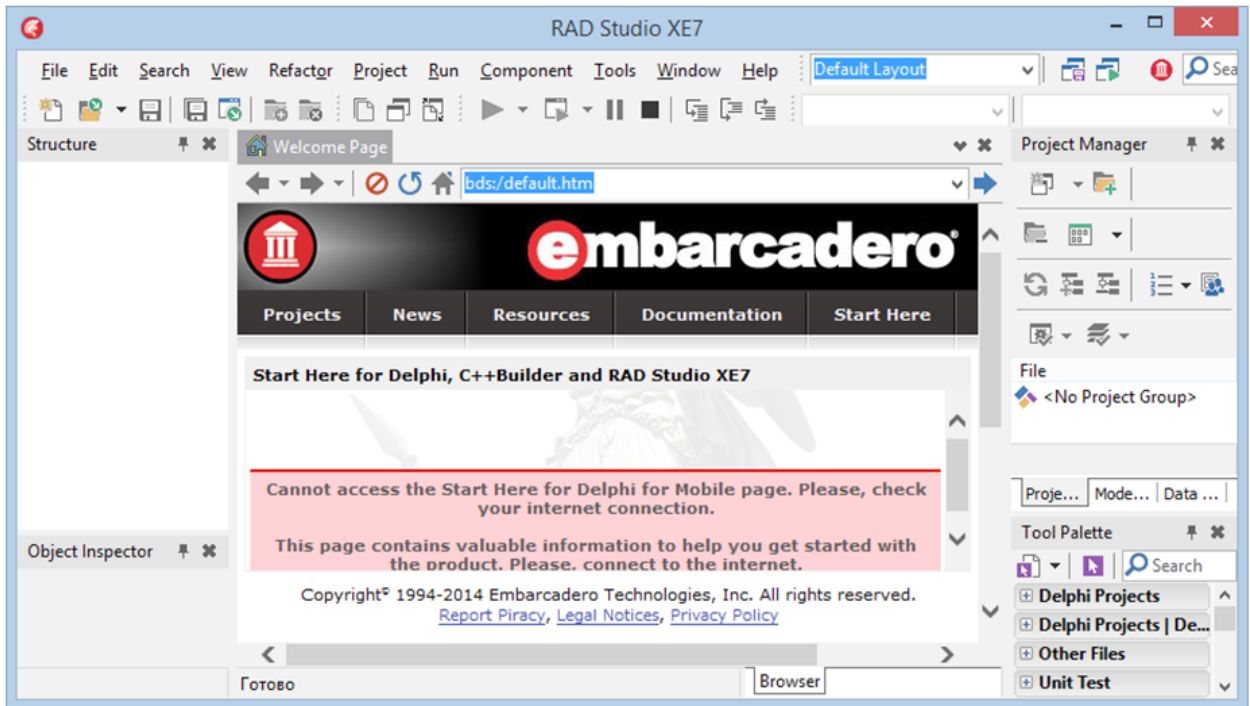 RAD Studio XE7
File Edit Search View Refactor Project Run Component Tools Window Help Default Layout Sea
Structure
Welcome Page
Project Manager
bds:/default.htm
embarcadero®
Projects News Resources Documentation Start Here
Start Here for Delphi, C++Builder and RAD Studio XE7
Cannot access the Start Here for Delphi for Mobile page. Please, check
your internet connection.
This page contains valuable information to help you get started with
the product. Please, connect to the internet.
Copyright© 1994-2014 Embarcadero Technologies, Inc. All rights reserved.
Report Piracy, Legal Notices, Privacy Policy
Готово
Browser
Object Inspector
File
<No Project Group>
Proje... Mode... Data ...
Tool Palette
Search
Delphi Projects
Delphi Projects | De...
Other Files
Unit Test